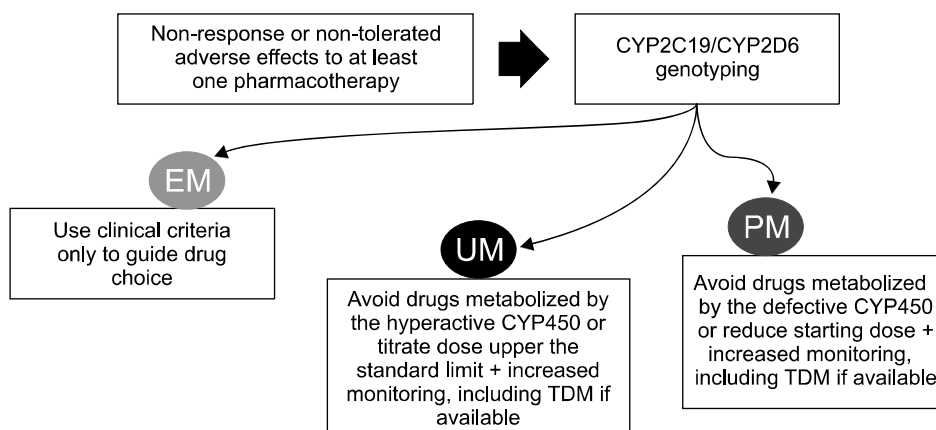 Non-response or non-tolerated
adverse effects to at least
one pharmacotherapy
CYP2C19/CYP2D6
genotyping
EM
Use clinical criteria
only to guide drug
choice
UM
Avoid drugs metabolized by
the hyperactive CYP450 or
titrate dose upper the
standard limit + increased
monitoring, including TDM if
available
PM
Avoid drugs metabolized
by the defective CYP450
or reduce starting dose +
increased monitoring,
including TDM if available